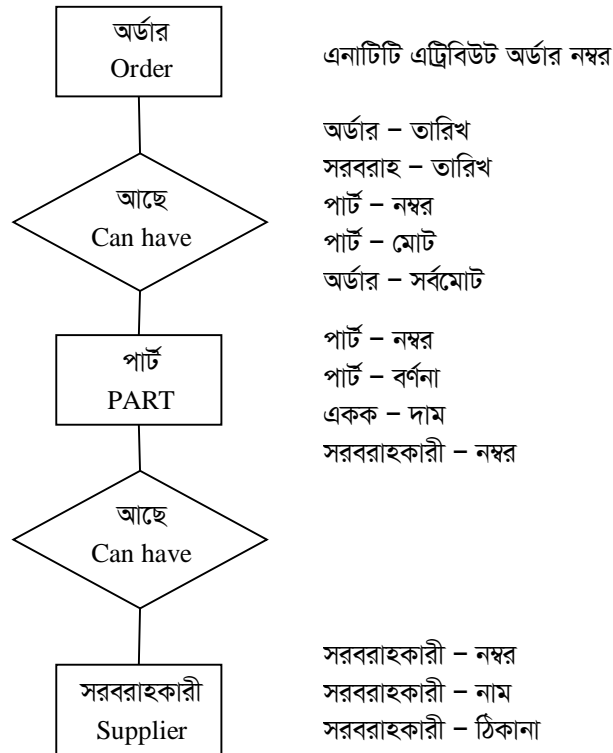 অর্ডার
Order
এনাটিটি এট্রিবিউট অর্ডার নম্বর
অর্ডার – তারিখ
সরবরাহ – তারিখ
আছে
Can have
পার্ট – নম্বর
পার্ট – মোট
অর্ডার – সর্বমোট
পার্ট
PART
পার্ট – নম্বর
পার্ট – বর্ণনা
একক – দাম
সরবরাহকারী – নম্বর
আছে
Can have
সরবরাহকারী
Supplier
সরবরাহকারী – নম্বর
সরবরাহকারী – নাম
সরবরাহকারী – ঠিকানা